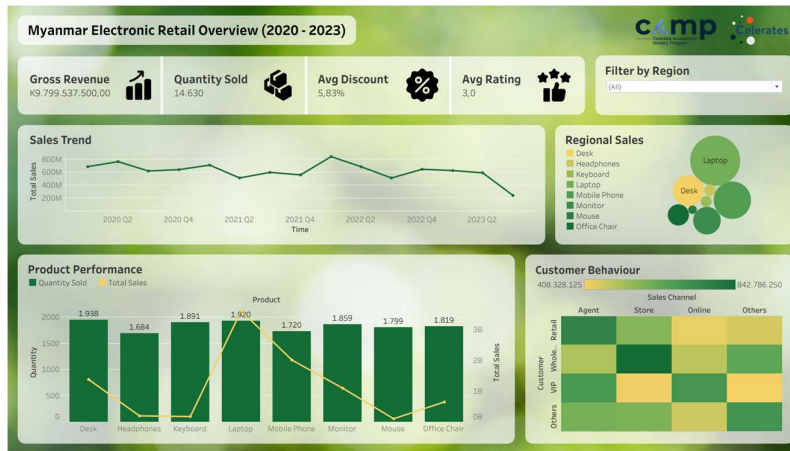 Myanmar Electronic Retail Overview (2020 - 2023)
Celerates
Gross Revenue
K9.799.537.500,00
Quantity Sold
14.630
Avg Discount
5,83%
Avg Rating
3,0
Filter by Region
(All)
Sales Trend
Total Sales
800M
600M
400M
200M
2020 Q2
2020 Q4
2021 Q2
2021 Q4
2022 Q2
2022 Q4
2023 Q2
Time
Regional Sales
Desk
Headphones
Keyboard
Laptop
Mobile Phone
Monitor
Mouse
Office Chair
Laptop
Desk
Product Performance
Quantity Sold
Total Sales
Product
Quantity
2000
1500
1000
500
0
1.938
1.684
1.891
1.920
1.720
1.859
1.799
1.819
3B
2B
1B
0B
Total Sales
Desk
Headphones
Keyboard
Laptop
Mobile Phone
Monitor
Mouse
Office Chair
Customer Behaviour
408.328.125
842.786.250
Sales Channel
Agent
Store
Online
Others
Customer
Retail
Whole..
VIP
Others